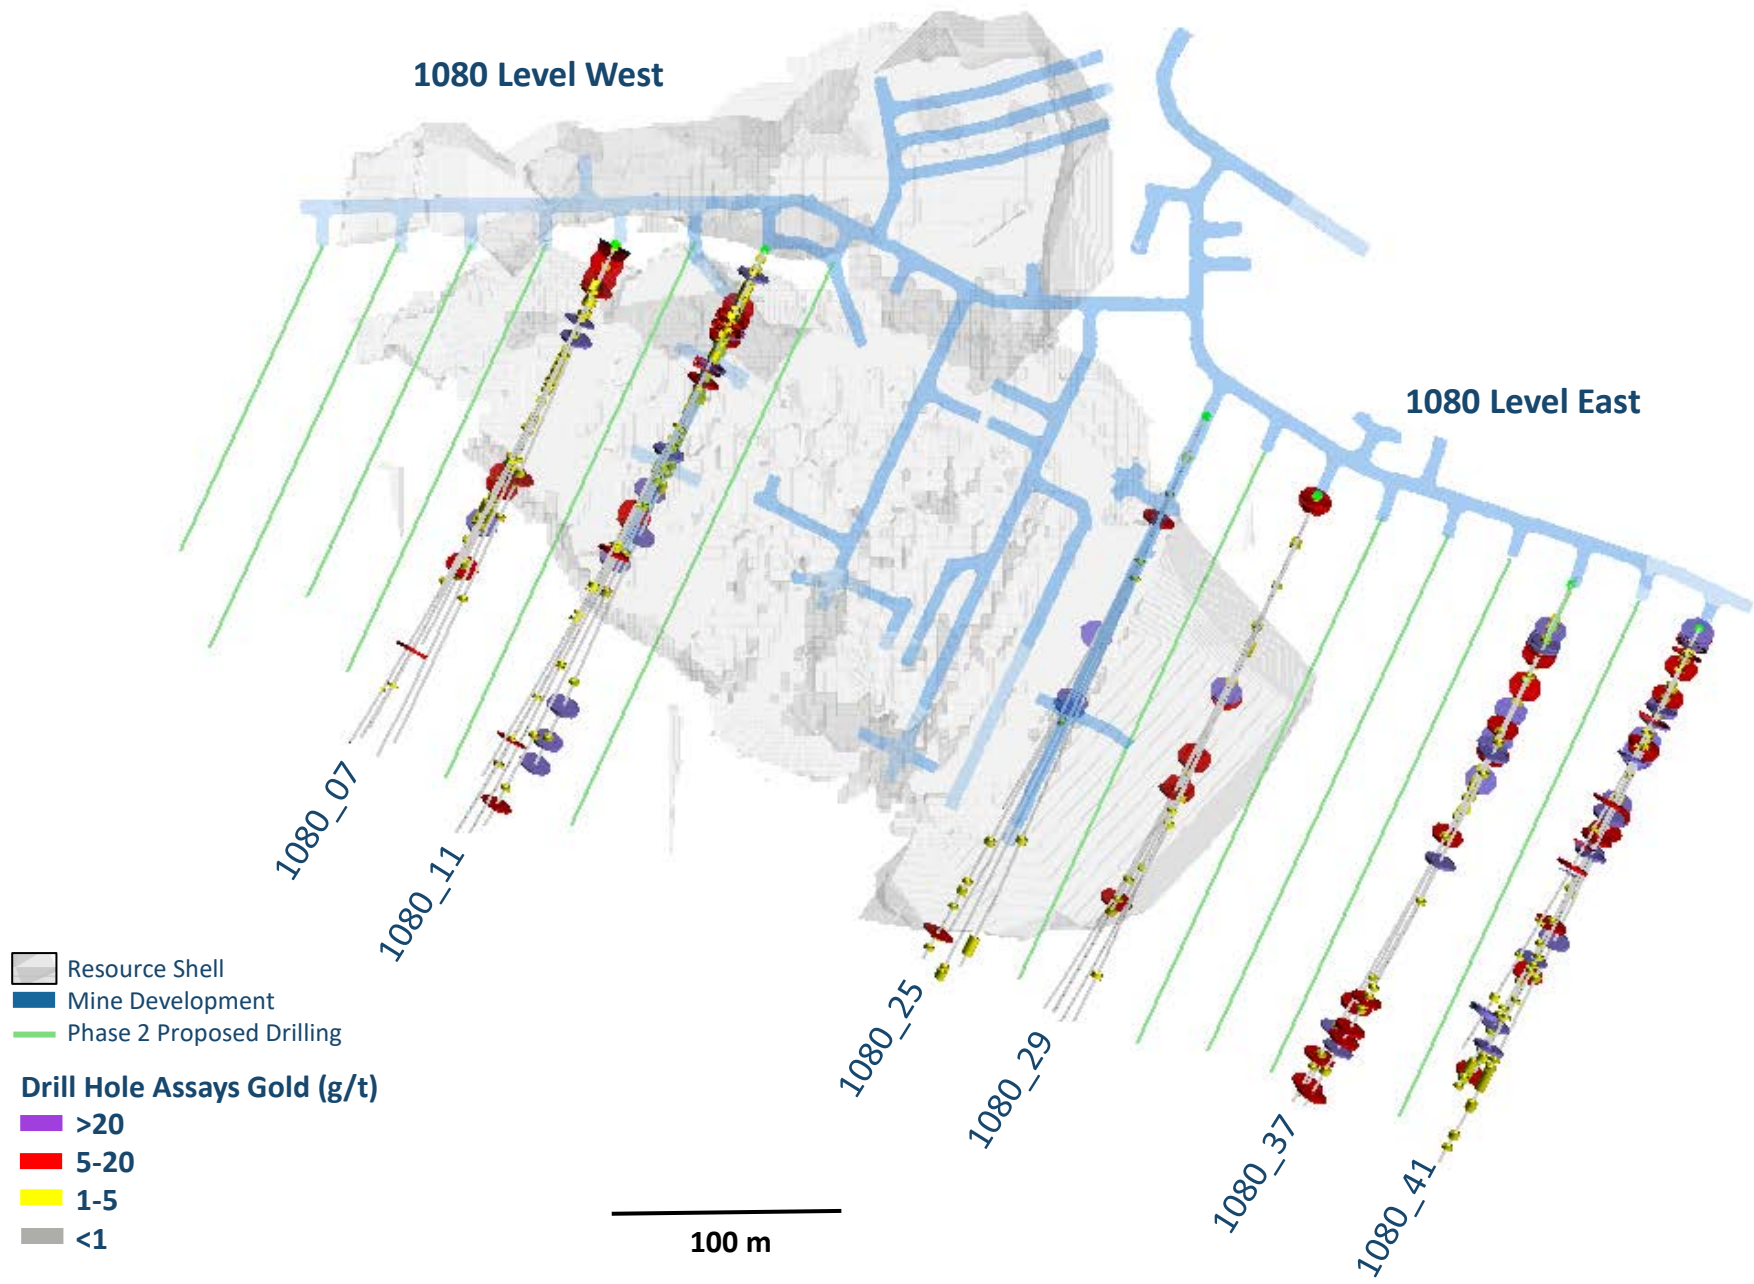 1080 Level West
1080 Level East
1080_07
1080_11
1080_25
1080_29
1080_37
1080_41
Resource Shell
Mine Development
Phase 2 Proposed Drilling
Drill Hole Assays Gold (g/t)
>20
5-20
1-5
<1
100 m